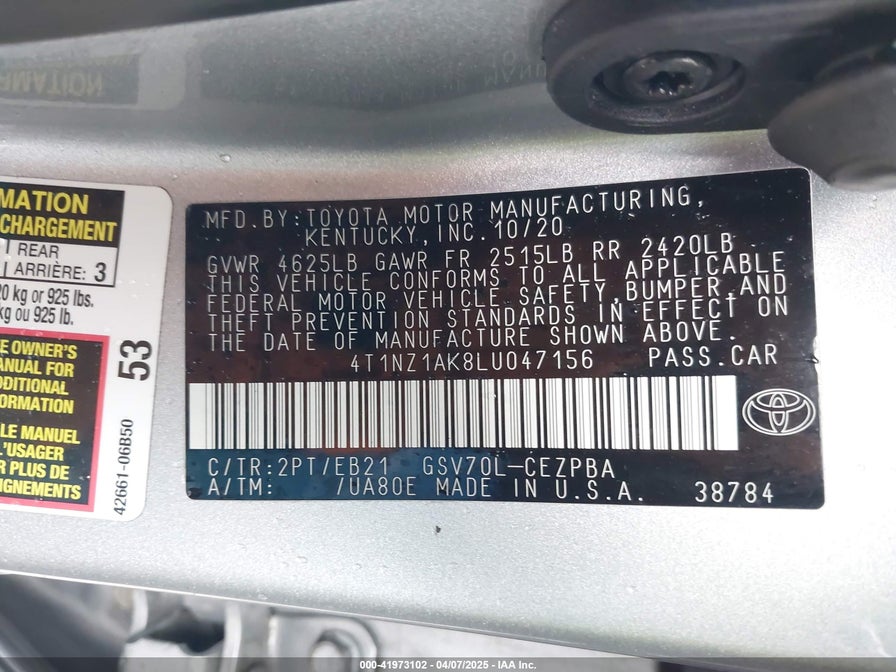 MATION
CHARGEMENT
REAR
ARRIÈRE: 3
20 kg or 925 lbs.
kg ou 925 lb.
OWNER'S
MANUAL FOR
ADDITIONAL
INFORMATION
LE MANUEL
L'USAGER
PLUS DE
53
42661-06B50
MFD. BY: TOYOTA MOTOR MANUFACTURING,
KENTUCKY, INC. 10/20
GVWR 4625LB GAWR FR 2515LB RR 2420LB
THIS VEHICLE CONFORMS TO ALL APPLICABLE
FEDERAL MOTOR VEHICLE SAFETY, BUMPER, AND
THEFT PREVENTION STANDARDS IN EFFECT ON
THE DATE OF MANUFACTURE SHOWN ABOVE.
4T1NZ1AK8LU047156 PASS.CAR
C/TR: 2PT/EB21 GSV70L-CEZPBA
A/TM: /UA80E MADE IN U.S.A. 38784
000-41973102 | 04/07/2025 - IAA Inc.